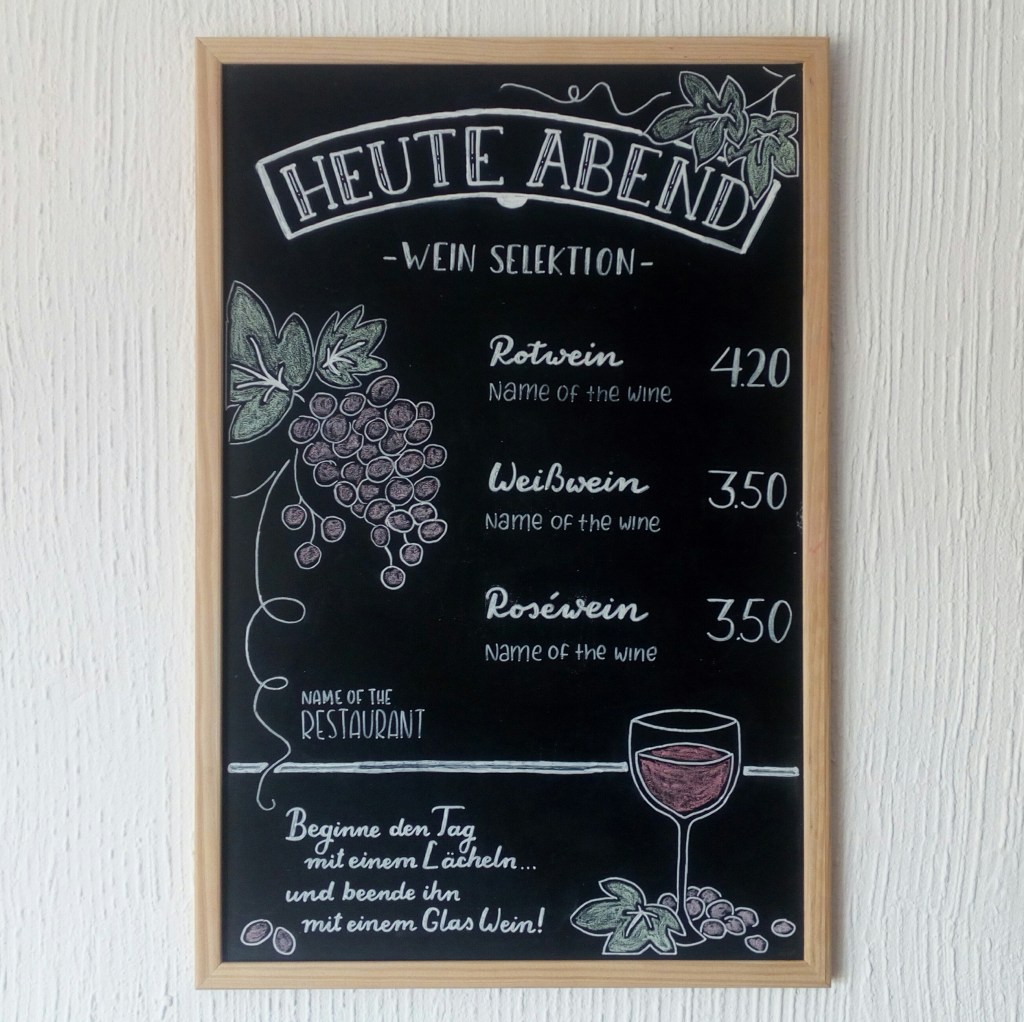 HEUTE ABEND
-WEIN SELEKTION-
Rotwein 4.20
Name of the wine
Weißwein 3.50
Name of the wine
Roséwein 3.50
Name of the wine
NAME OF THE
RESTAURANT
Beginne den Tag
mit einem Lächeln...
und beende ihn
mit einem Glas Wein!